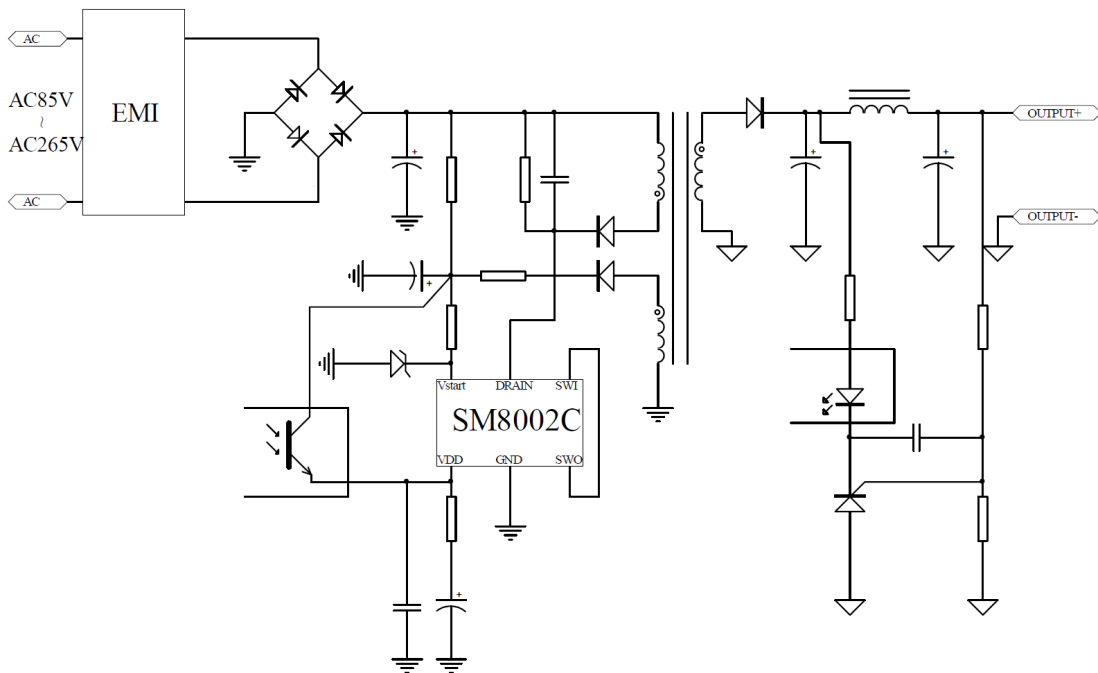 AC
AC85V
~
AC265V
AC
EMI
+
+
+
OUTPUT+
OUTPUT-
+
Vstart
DRAIN
SWI
SM8002C
VDD
GND
SWO
+